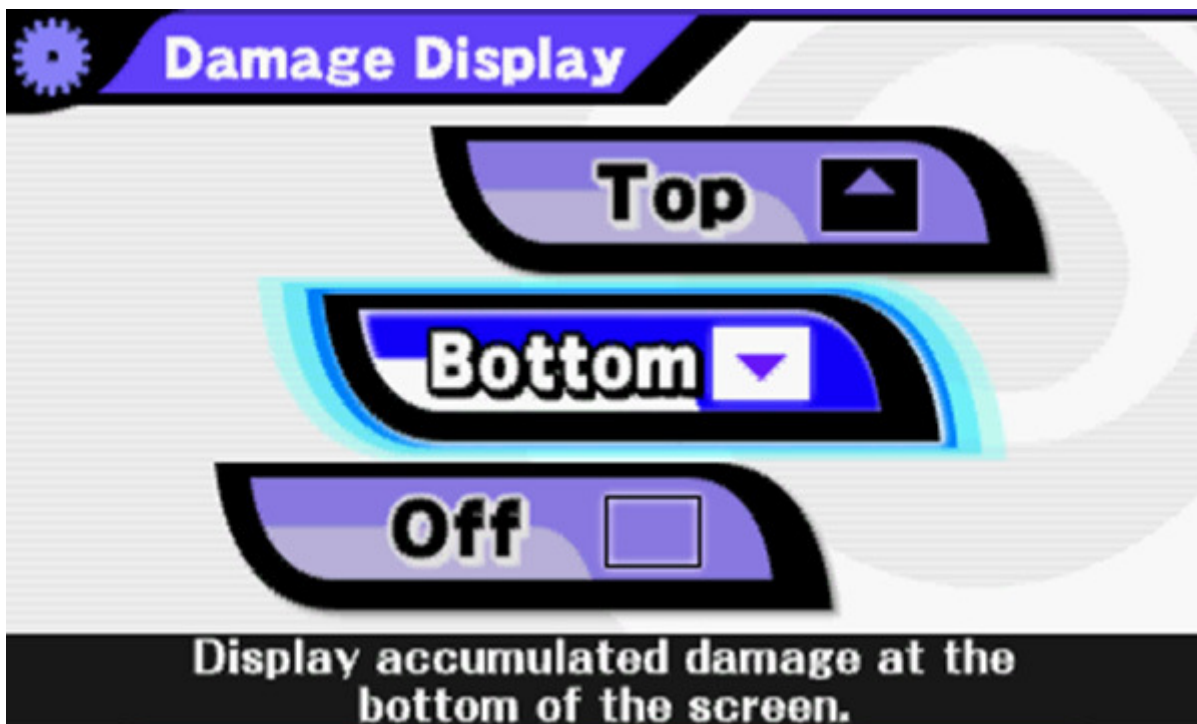 Damage Display
Top
Bottom
Off
Display accumulated damage at the
bottom of the screen.